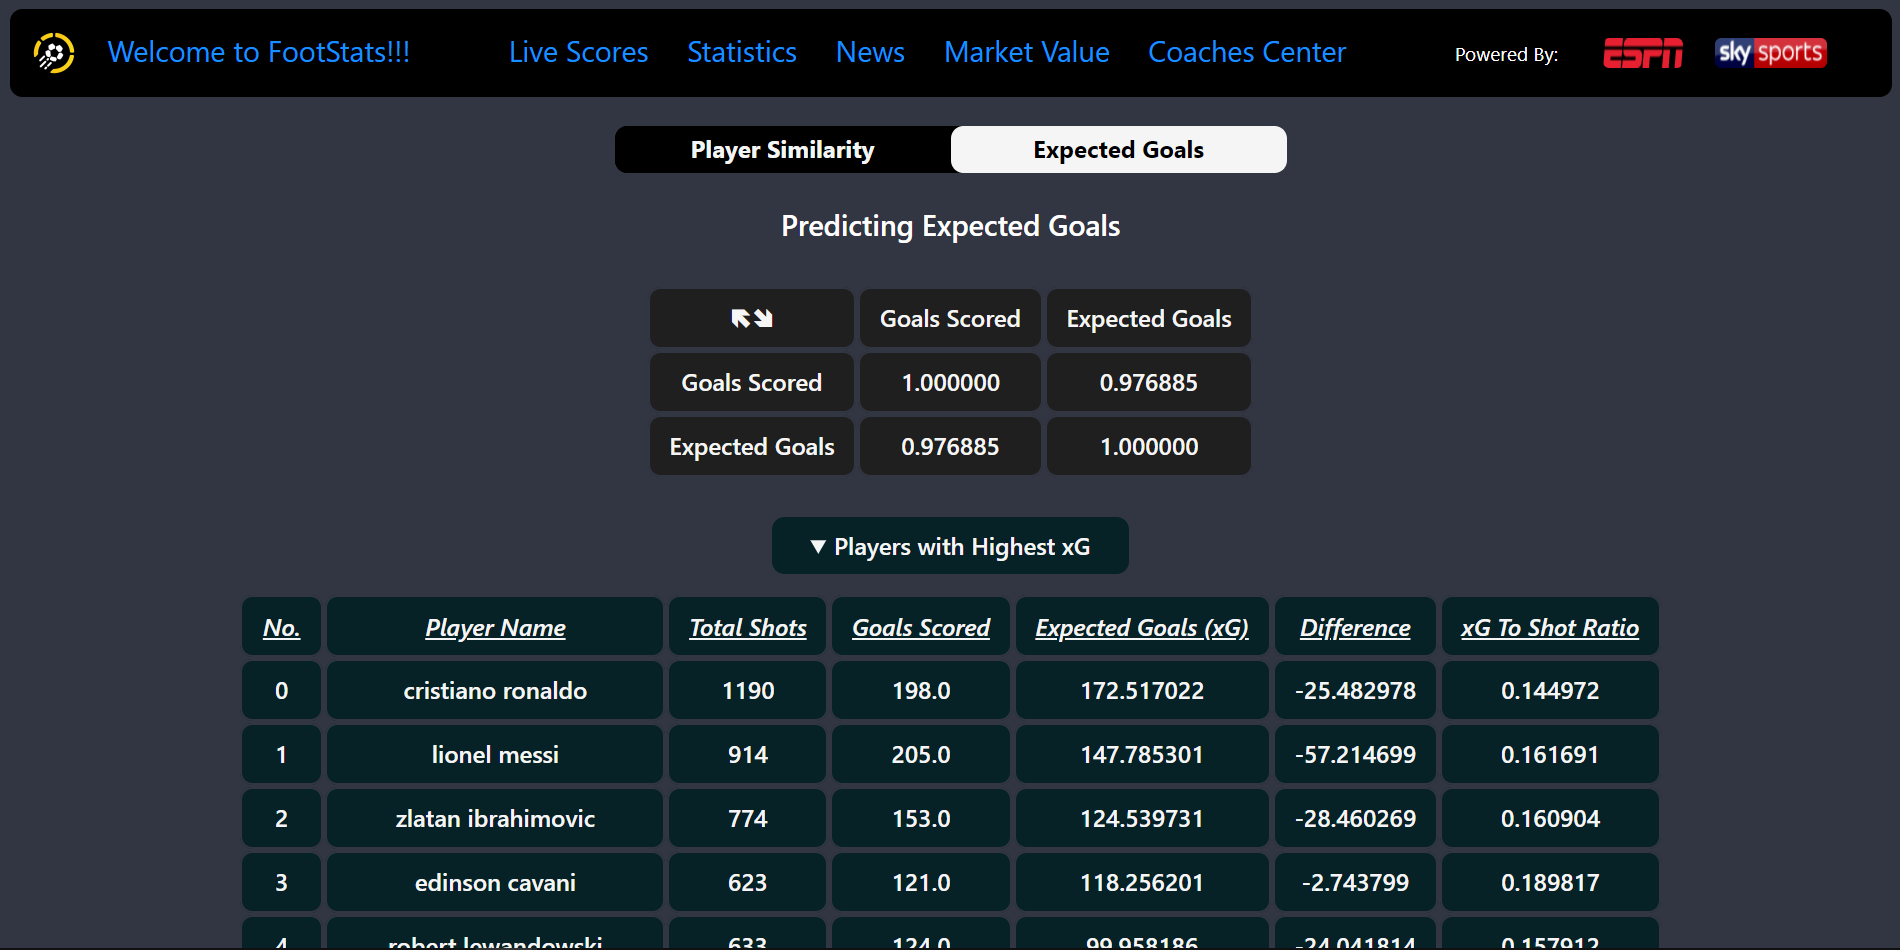 Welcome to FootStats!!! Live Scores Statistics News Market Value Coaches Center Powered By: ESPN sky sports
Player Similarity Expected Goals
Predicting Expected Goals
Goals Scored Expected Goals
Goals Scored 1.000000 0.976885
Expected Goals 0.976885 1.000000
▼ Players with Highest xG
No. Player Name Total Shots Goals Scored Expected Goals (xG) Difference xG To Shot Ratio
0 cristiano ronaldo 1190 198.0 172.517022 -25.482978 0.144972
1 lionel messi 914 205.0 147.785301 -57.214699 0.161691
2 zlatan ibrahimovic 774 153.0 124.539731 -28.460269 0.160904
3 edinson cavani 623 121.0 118.256201 -2.743799 0.189817
4 robert lewandowski 633 124.0 99.958186 -24.041814 0.157912